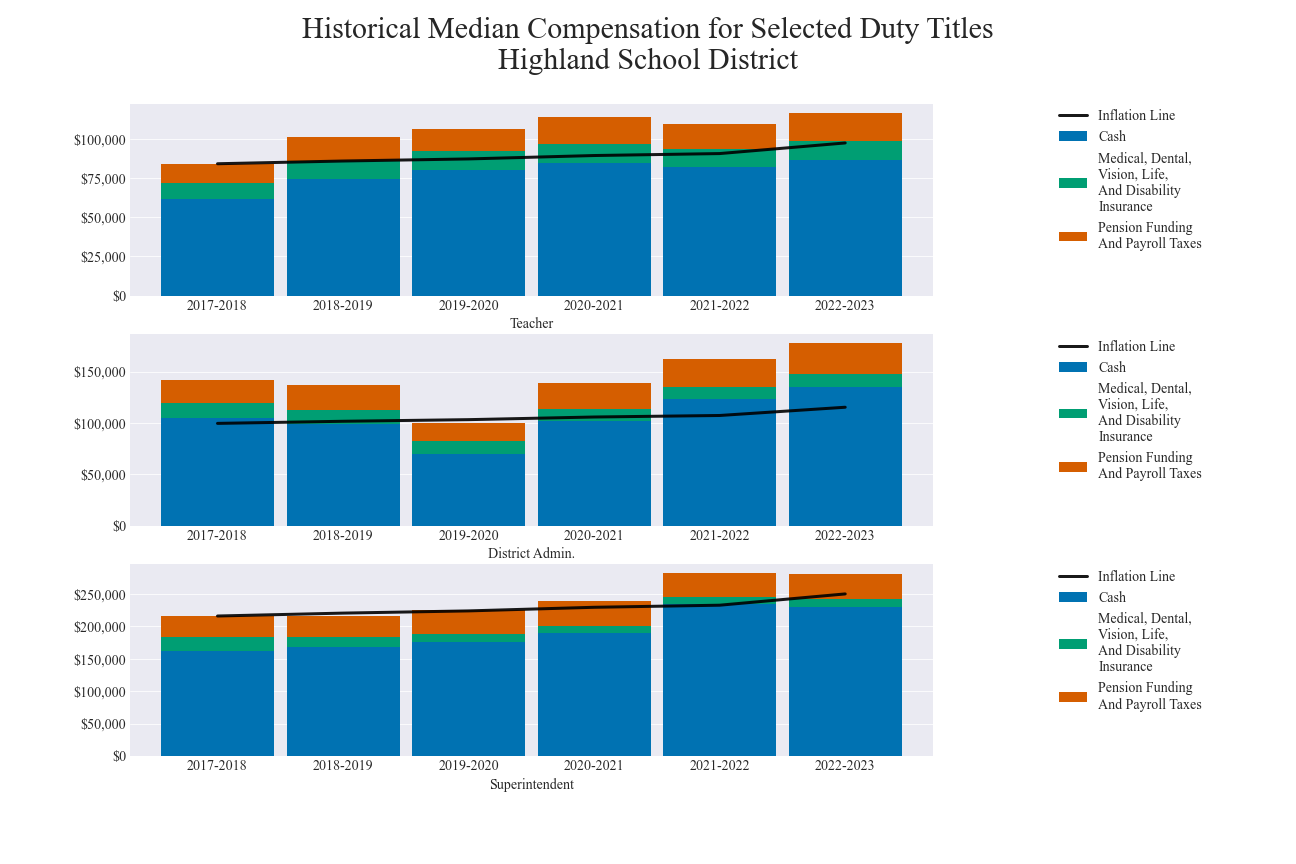 Historical Median Compensation for Selected Duty Titles
Highland School District
$100,000
$75,000
$50,000
$25,000
$0
2017-2018 2018-2019 2019-2020 2020-2021 2021-2022 2022-2023
Teacher
Inflation Line
Cash
Medical, Dental,
Vision, Life,
And Disability
Insurance
Pension Funding
And Payroll Taxes
$150,000
$100,000
$50,000
$0
2017-2018 2018-2019 2019-2020 2020-2021 2021-2022 2022-2023
District Admin.
Inflation Line
Cash
Medical, Dental,
Vision, Life,
And Disability
Insurance
Pension Funding
And Payroll Taxes
$250,000
$200,000
$150,000
$100,000
$50,000
$0
2017-2018 2018-2019 2019-2020 2020-2021 2021-2022 2022-2023
Superintendent
Inflation Line
Cash
Medical, Dental,
Vision, Life,
And Disability
Insurance
Pension Funding
And Payroll Taxes